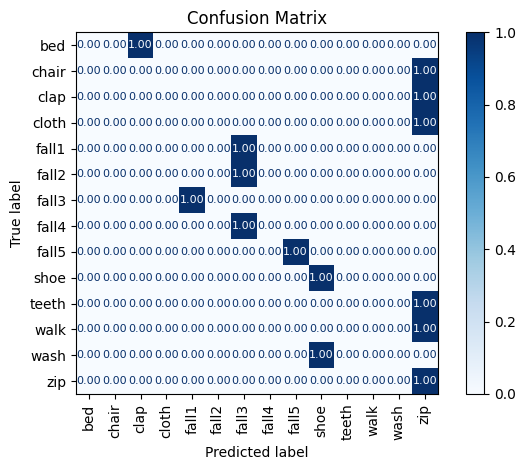 Confusion Matrix
bed 0.00 0.00 1.00 0.00 0.00 0.00 0.00 0.00 0.00 0.00 0.00 0.00 0.00 0.00
chair 0.00 0.00 0.00 0.00 0.00 0.00 0.00 0.00 0.00 0.00 0.00 0.00 0.00 1.00
clap 0.00 0.00 0.00 0.00 0.00 0.00 0.00 0.00 0.00 0.00 0.00 0.00 0.00 1.00
cloth 0.00 0.00 0.00 0.00 0.00 0.00 0.00 0.00 0.00 0.00 0.00 0.00 0.00 1.00
fall1 0.00 0.00 0.00 0.00 0.00 0.00 1.00 0.00 0.00 0.00 0.00 0.00 0.00 0.00
fall2 0.00 0.00 0.00 0.00 0.00 0.00 1.00 0.00 0.00 0.00 0.00 0.00 0.00 0.00
fall3 0.00 0.00 0.00 0.00 1.00 0.00 0.00 0.00 0.00 0.00 0.00 0.00 0.00 0.00
fall4 0.00 0.00 0.00 0.00 0.00 0.00 1.00 0.00 0.00 0.00 0.00 0.00 0.00 0.00
fall5 0.00 0.00 0.00 0.00 0.00 0.00 0.00 0.00 1.00 0.00 0.00 0.00 0.00 0.00
shoe 0.00 0.00 0.00 0.00 0.00 0.00 0.00 0.00 0.00 1.00 0.00 0.00 0.00 0.00
teeth 0.00 0.00 0.00 0.00 0.00 0.00 0.00 0.00 0.00 0.00 0.00 0.00 0.00 1.00
walk 0.00 0.00 0.00 0.00 0.00 0.00 0.00 0.00 0.00 0.00 0.00 0.00 0.00 1.00
wash 0.00 0.00 0.00 0.00 0.00 0.00 0.00 0.00 0.00 1.00 0.00 0.00 0.00 0.00
zip 0.00 0.00 0.00 0.00 0.00 0.00 0.00 0.00 0.00 0.00 0.00 0.00 0.00 1.00
bed chair clap cloth fall1 fall2 fall3 fall4 fall5 shoe teeth walk wash zip
Predicted label
True label
1.0
0.8
0.6
0.4
0.2
0.0